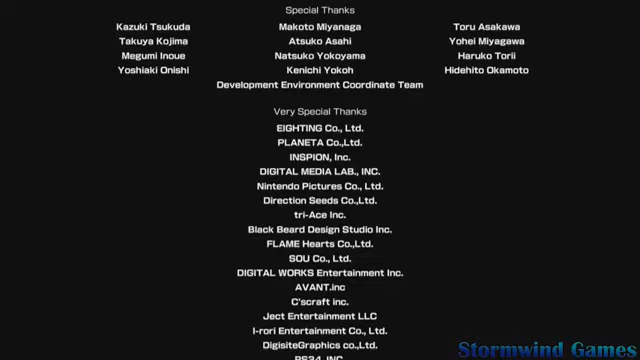 Special Thanks
Kazuki Tsukuda Makoto Miyanaga Toru Asakawa
Takuya Kojima Atsuko Asahi Yohei Miyagawa
Megumi Inoue Natsuko Yokoyama Haruko Torii
Yoshiaki Onishi Kenichi Yokoh Hidehito Okamoto
Development Environment Coordinate Team
Very Special Thanks
EIGHTING Co., Ltd.
PLANETA Co.,Ltd.
INSPION, Inc.
DIGITAL MEDIA LAB., INC.
Nintendo Pictures Co., Ltd.
Direction Seeds Co.,Ltd.
tri-Ace Inc.
Black Beard Design Studio Inc.
FLAME Hearts Co.,Ltd.
SOU Co., Ltd.
DIGITAL WORKS Entertainment Inc.
AVANT.inc
C'scraft inc.
Ject Entertainment LLC
I-rori Entertainment Co., Ltd.
DigisiteGraphics co.,Ltd.
Stormwind Games